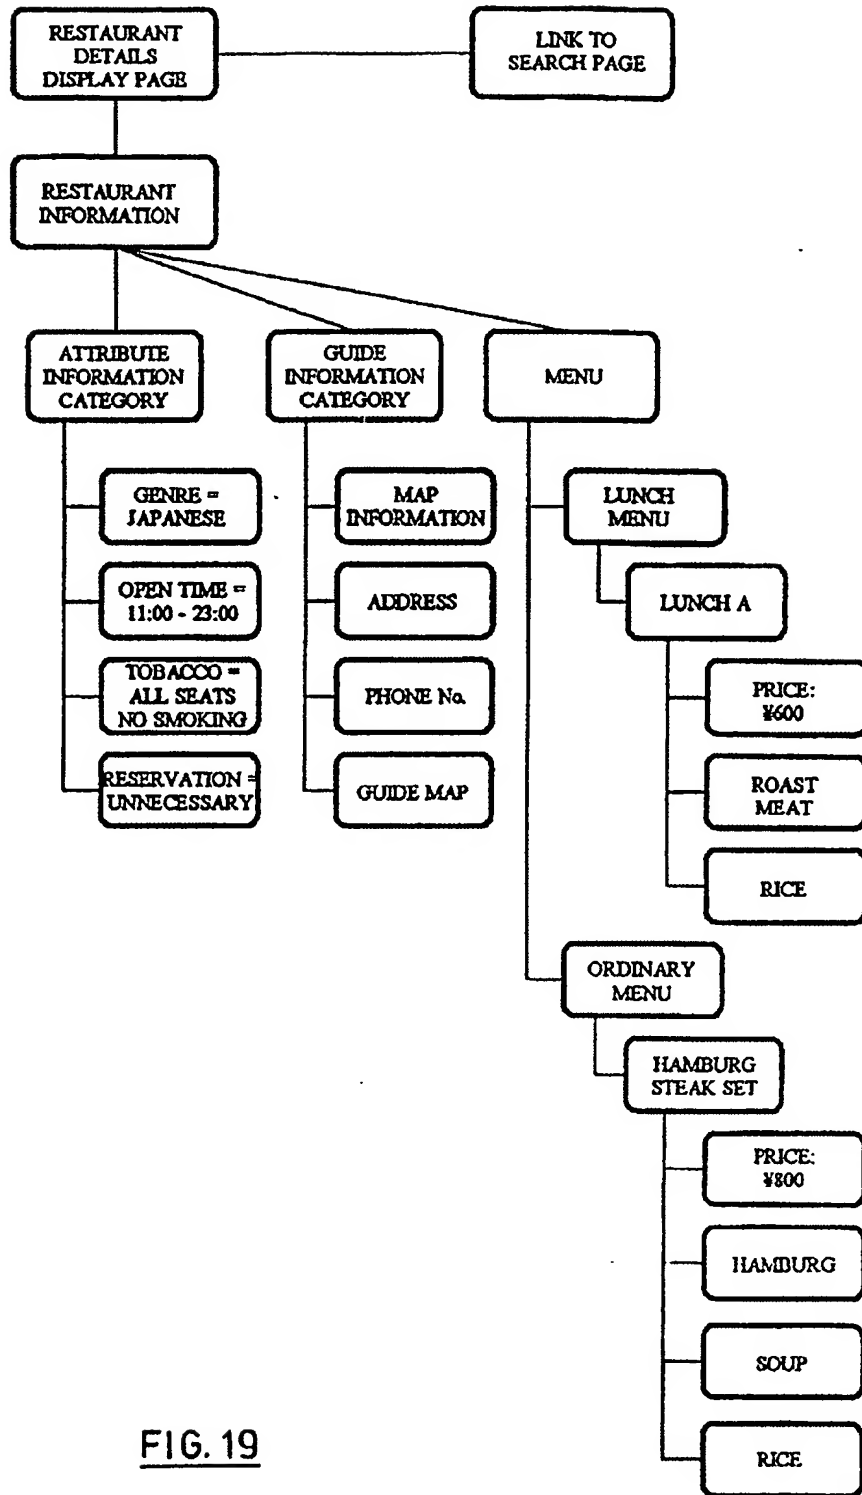 RESTAURANT
DETAILS
DISPLAY PAGE
LINK TO
SEARCH PAGE
RESTAURANT
INFORMATION
ATTRIBUTE
INFORMATION
CATEGORY
GUIDE
INFORMATION
CATEGORY
MENU
GENRE =
JAPANESE
OPEN TIME =
11:00 - 23:00
TOBACCO =
ALL SEATS
NO SMOKING
RESERVATION =
UNNECESSARY
MAP
INFORMATION
ADDRESS
PHONE No.
GUIDE MAP
LUNCH
MENU
LUNCH A
PRICE:
¥600
ROAST
MEAT
RICE
ORDINARY
MENU
HAMBURG
STEAK SET
PRICE:
¥800
HAMBURG
SOUP
RICE
FIG. 19